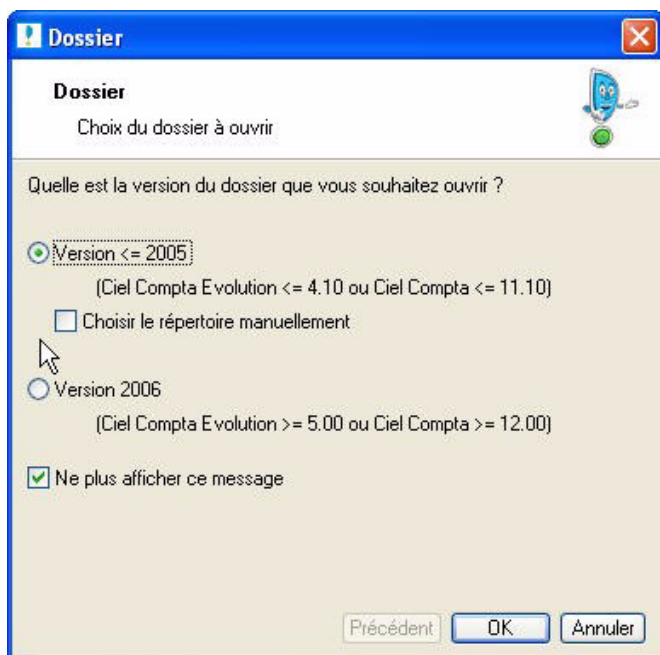 Dossier
Dossier
Choix du dossier à ouvrir
Quelle est la version du dossier que vous souhaitez ouvrir ?
Version <= 2005
(Ciel Compta Evolution <= 4.10 ou Ciel Compta <= 11.10)
Choisir le répertoire manuellement
Version 2006
(Ciel Compta Evolution >= 5.00 ou Ciel Compta >= 12.00)
Ne plus afficher ce message
Précédent OK Annuler